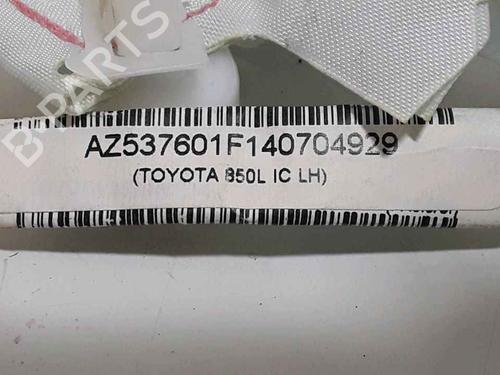 B-PARTS
AZ537601F140704929
(TOYOTA 850L IC LH)